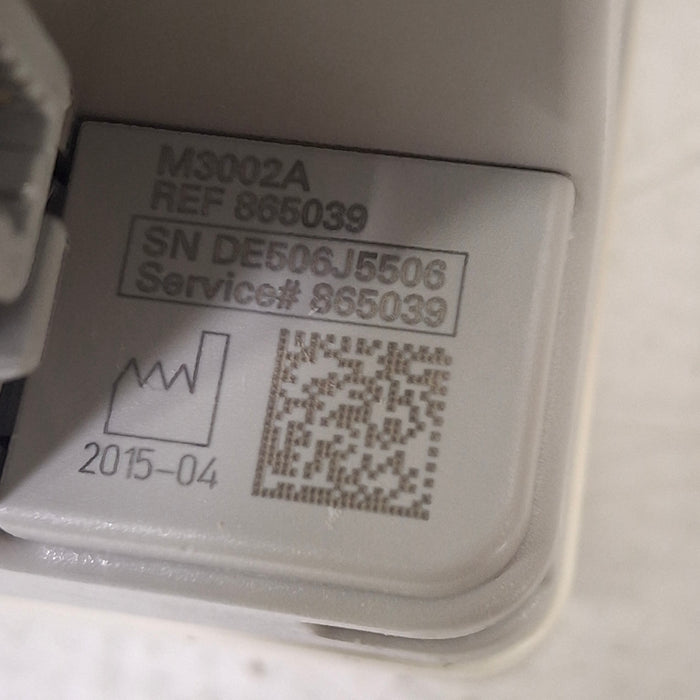 M3002A
REF 865039
SN DE506J5506
Service# 865039
2015-04